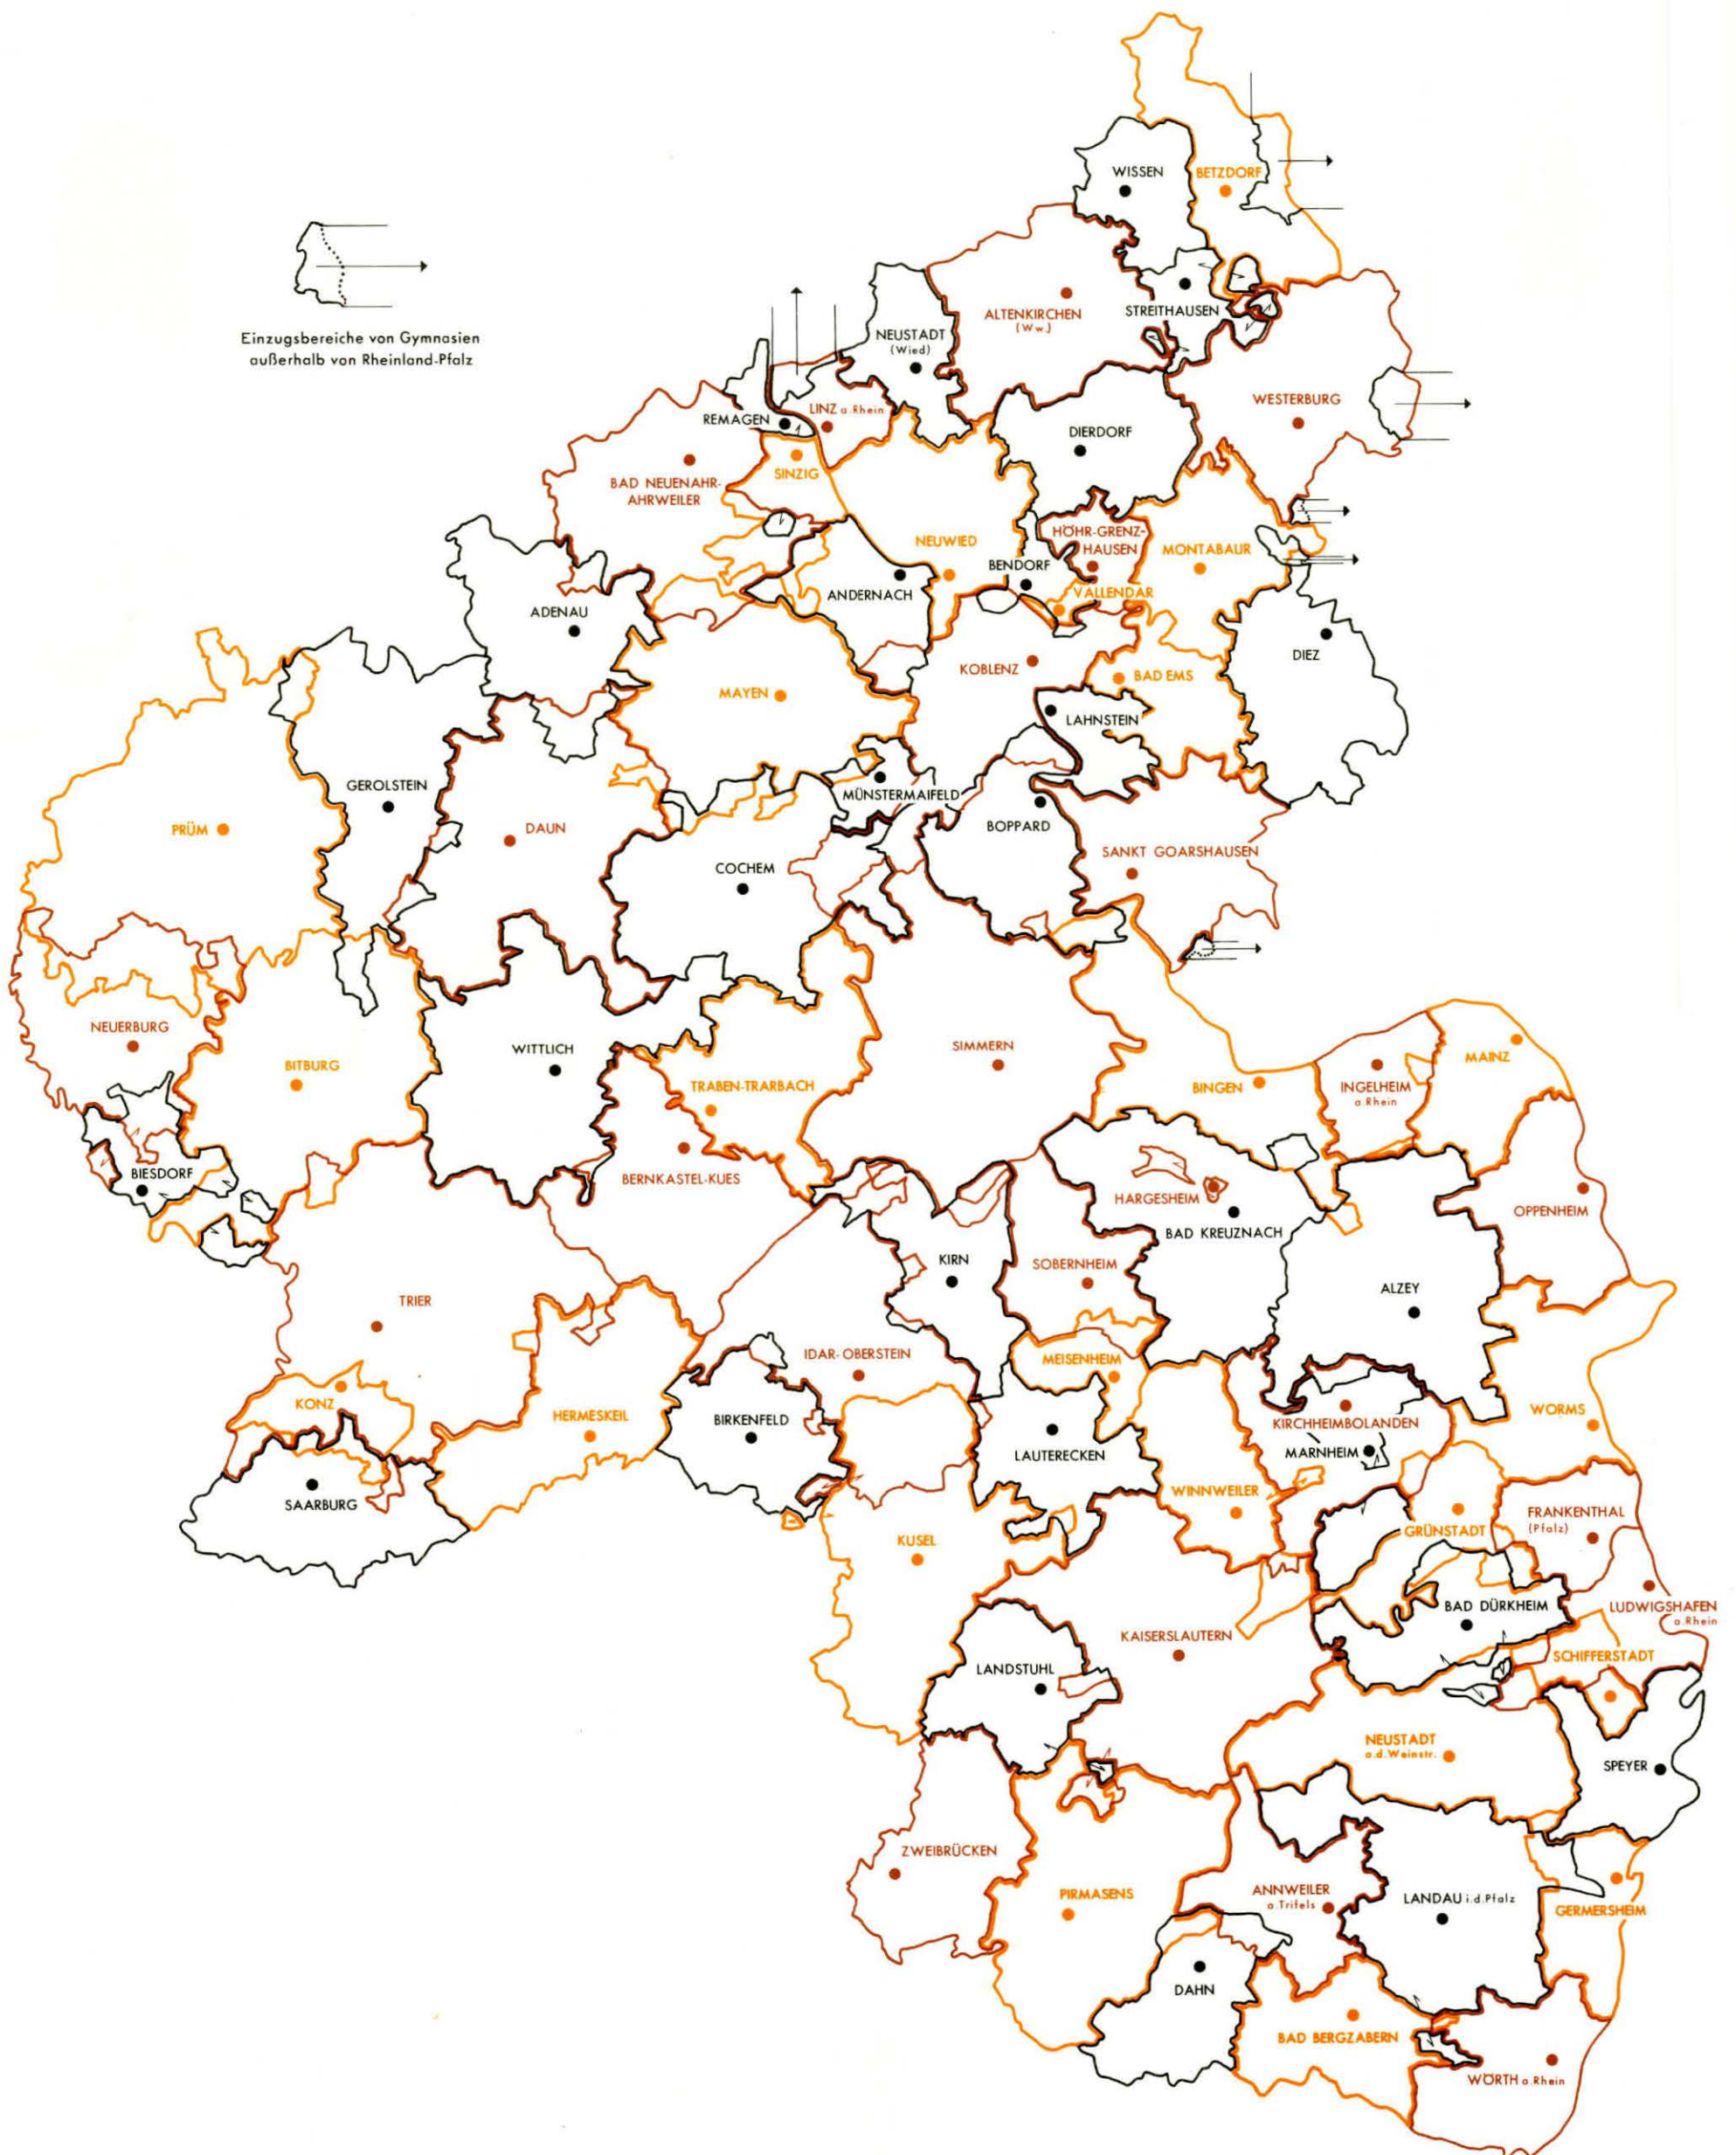 WISSEN
BETZDORF
Einzugsbereiche von Gymnasien
außerhalb von Rheinland-Pfalz
ALTENKIRCHEN
(Ww.)
STREITHAUSEN
NEUSTADT
(Wied)
WESTERBURG
REMAGEN
LINZ a.Rhein
DIERDORF
SINZIG
BAD NEUENAHR-
AHRWEILER
HÖHR-GRENZ-
HAUSEN
NEUWIED
MONTABAUR
BENDORF
VALLENDAR
ANDERNACH
ADENAU
DIEZ
KOBLENZ
BAD EMS
MAYEN
LAHNSTEIN
GEROLSTEIN
MÜNSTERMAIFELD
PRÜM
DAUN
BOPPARD
SANKT GOARSHAUSEN
COCHEM
NEUERBURG
WITTLICH
SIMMERN
BITBURG
TRABEN-TRARBACH
BINGEN
INGELHEIM
a.Rhein
MAINZ
BIESDORF
BERNKASTEL-KUES
HARGESHEIM
BAD KREUZNACH
OPPENHEIM
KIRN
SOBERNHEIM
ALZEY
TRIER
IDAR-OBERSTEIN
MEISENHEIM
KONZ
HERMESKEIL
BIRKENFELD
KIRCHHEIMBOLANDEN
WORMS
LAUTERECKEN
MARNHEIM
SAARBURG
WINNWEILER
FRANKENTHAL
(Pfalz)
GRÜNSTADT
KUSEL
BAD DÜRKHEIM
LUDWIGSHAFEN
a.Rhein
KAISERSLAUTERN
SCHIFFERSTADT
LANDSTUHL
NEUSTADT
a.d.Weinstr.
SPEYER
ZWEIBRÜCKEN
PIRMASENS
ANNWEILER
a.Trifels
LANDAU i.d.Pfalz
GERMERSHEIM
DAHN
BAD BERGZABERN
WÖRTH a.Rhein